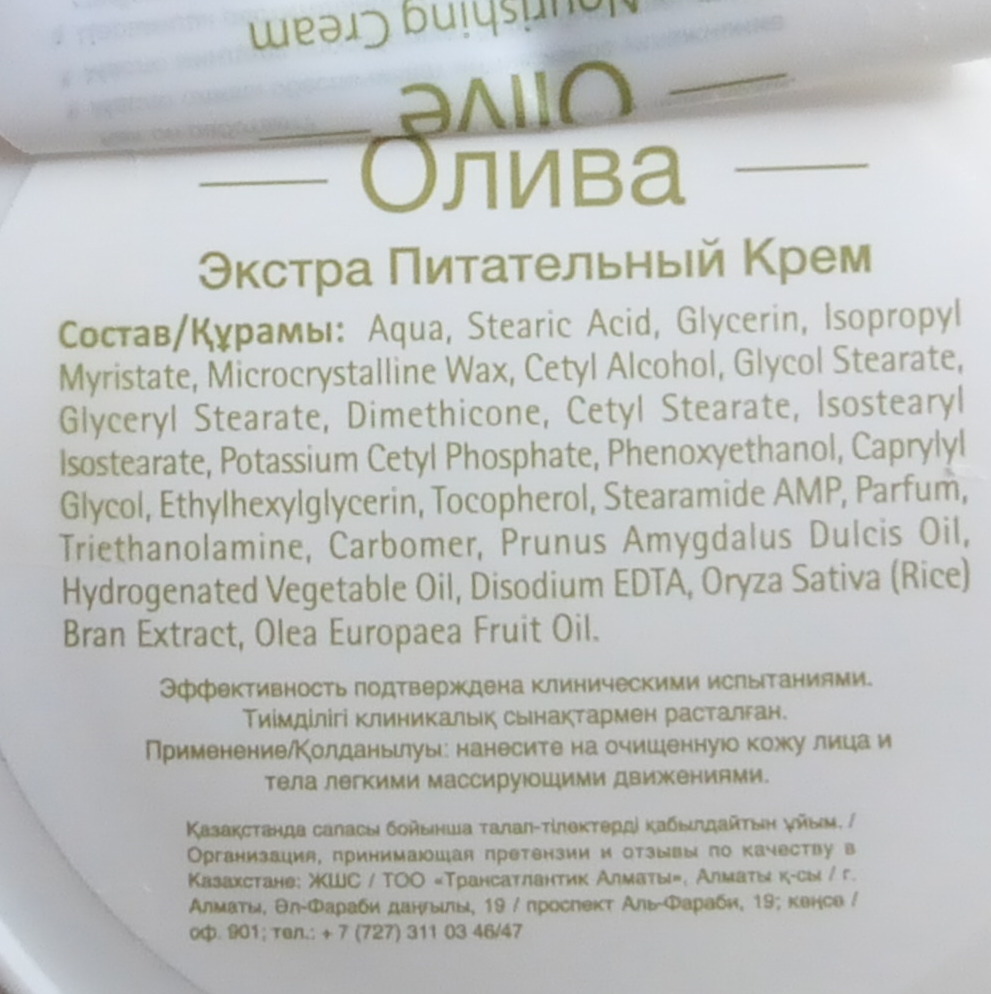 Nourishing Cream
Olive
Олива
Экстра Питательный Крем
Состав/Құрамы: Aqua, Stearic Acid, Glycerin, Isopropyl
Myristate, Microcrystalline Wax, Cetyl Alcohol, Glycol Stearate,
Glyceryl Stearate, Dimethicone, Cetyl Stearate, Isostearyl
Isostearate, Potassium Cetyl Phosphate, Phenoxyethanol, Caprylyl
Glycol, Ethylhexylglycerin, Tocopherol, Stearamide AMP, Parfum,
Triethanolamine, Carbomer, Prunus Amygdalus Dulcis Oil,
Hydrogenated Vegetable Oil, Disodium EDTA, Oryza Sativa (Rice)
Bran Extract, Olea Europaea Fruit Oil.
Эффективность подтверждена клиническими испытаниями.
Тиімділігі клиникалық сынақтармен расталған.
Применение/Қолданылуы: нанесите на очищенную кожу лица и
тела легкими массирующими движениями.
Қазақстанда сапасы бойынша талап-тілектерді қабылдайтын ұйым. /
Организация, принимающая претензии и отзывы по качеству в
Казахстане: ЖШС / ТОО «Трансатлантик Алматы», Алматы қ-сы / г.
Алматы, Әл-Фараби даңғылы, 19 / проспект Аль-Фараби, 19; кеңсе /
оф. 901; тел.: + 7 (727) 311 03 46/47